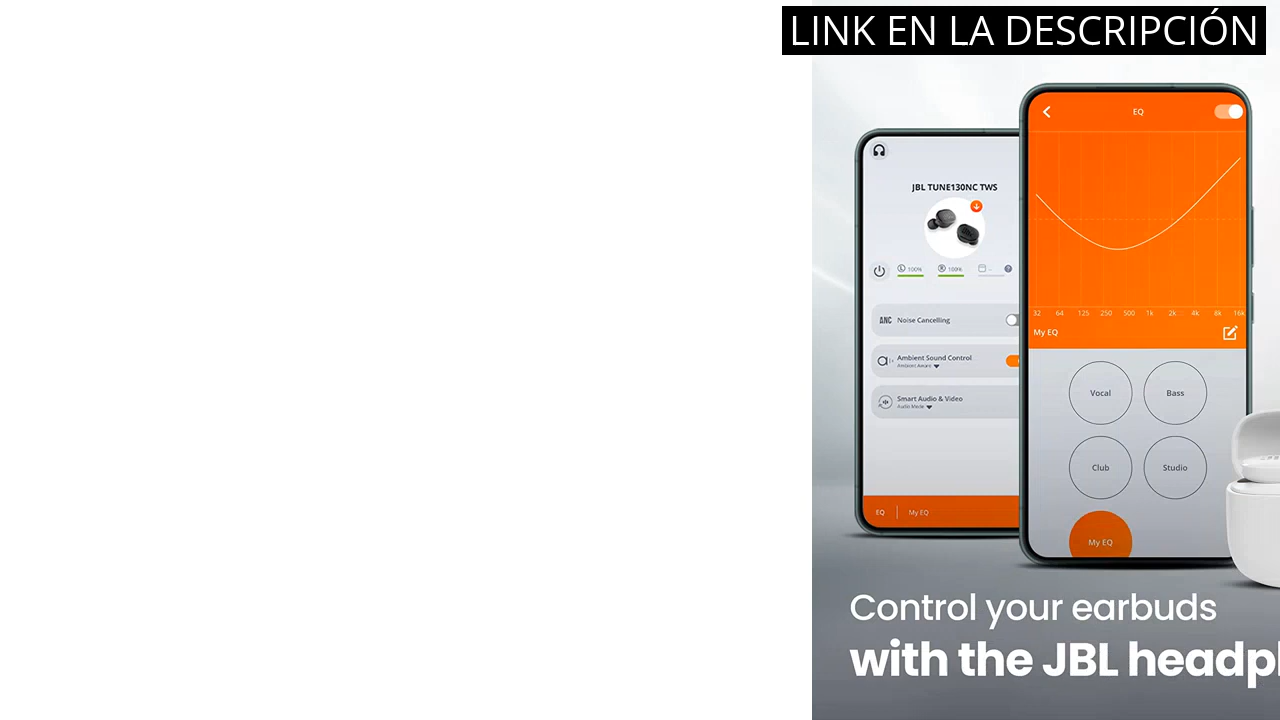 LINK EN LA DESCRIPCIÓN
JBL TUNE130NC TWS
L 100%
R 100%
ANC Noise Cancelling
Ambient Sound Control
Ambient Aware
Smart Audio & Video
Audio Mode
EQ
My EQ
EQ
32 64 125 250 500 1k 2k 4k 8k 16k
My EQ
Vocal
Bass
Club
Studio
My EQ
Control your earbuds
with the JBL